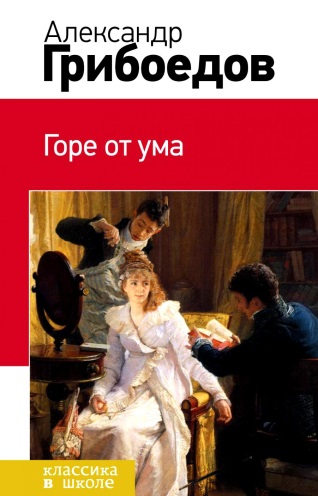 Александр
Грибоедов
Горе от ума
классика
в школе